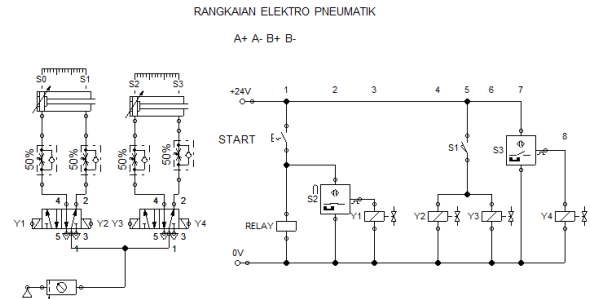 RANGKAIAN ELEKTRO PNEUMATIK
A+ A- B+ B-
S0 S1 S2 S3
50% 50% 50% 50%
4 2 4 2
Y1 Y2 Y3 Y4
5 3 5 3
1 1
+24V 1 2 3 4 5 6 7
START S1 S3 8
S2 Y1 Y2 Y3 Y4
RELAY
0V